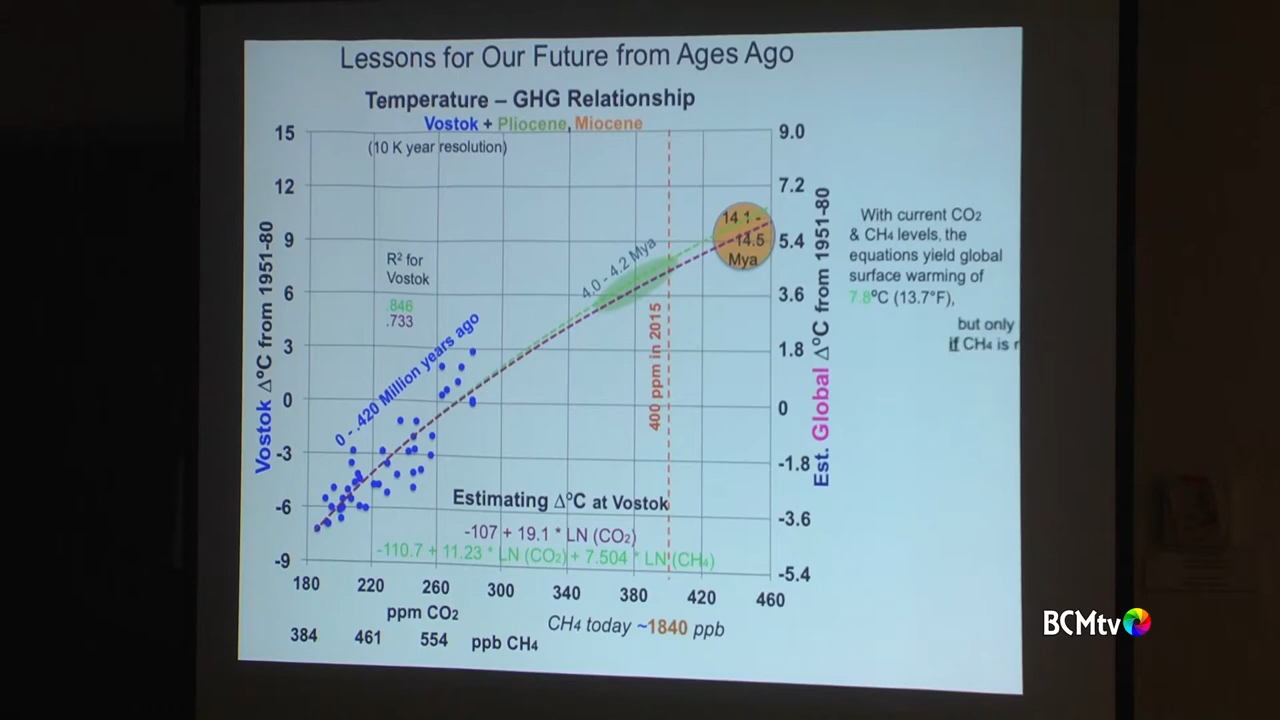 Lessons for Our Future from Ages Ago
Temperature – GHG Relationship
Vostok + Pliocene, Miocene
(10 K year resolution)
15
12
9
6
3
0
-3
-6
-9
Vostok ∆ºC from 1951-80
9.0
7.2
5.4
3.6
1.8
0
-1.8
-3.6
-5.4
Est. Global ∆ºC from 1951-80
R² for
Vostok
.846
.733
0 - .420 Million years ago
4.0 - 4.2 Mya
14.1 -
14.5
Mya
400 ppm in 2015
Estimating ∆ºC at Vostok
-107 + 19.1 * LN (CO₂)
-110.7 + 11.23 * LN (CO₂) + 7.504 * LN (CH₄)
180 220 260 300 340 380 420 460
ppm CO₂
384 461 554 ppb CH₄
CH₄ today ~1840 ppb
With current CO₂
& CH₄ levels, the
equations yield global
surface warming of
7.8ºC (13.7°F),
but only
if CH₄ is r
BCMtv